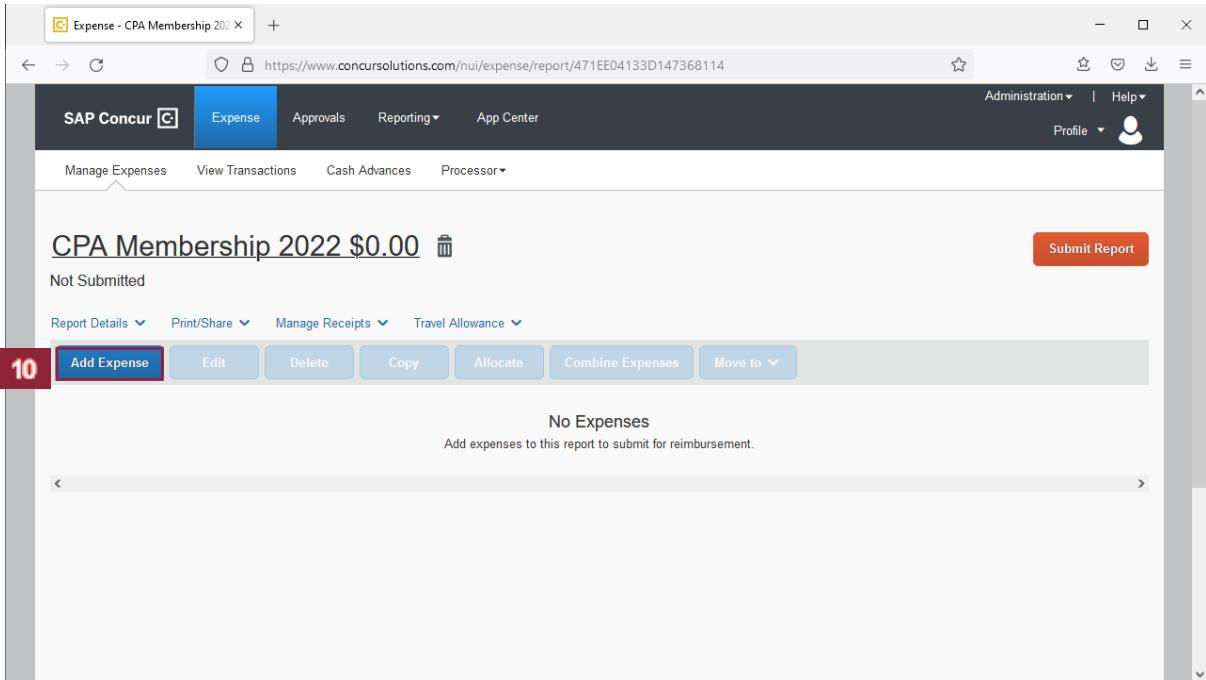 Expense - CPA Membership 202
https://www.concursolutions.com/nui/expense/report/471EE04133D147368114
Administration | Help
SAP Concur C Expense Approvals Reporting App Center
Profile
Manage Expenses View Transactions Cash Advances Processor
CPA Membership 2022 $0.00
Submit Report
Not Submitted
Report Details Print/Share Manage Receipts Travel Allowance
10 Add Expense Edit Delete Copy Allocate Combine Expenses Move to
No Expenses
Add expenses to this report to submit for reimbursement.